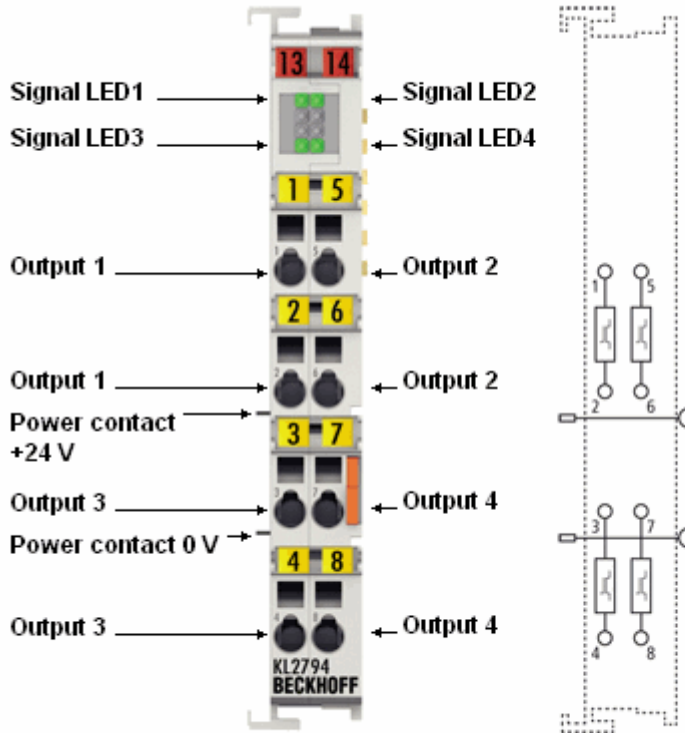 13 14
Signal LED1
Signal LED2
Signal LED3
Signal LED4
1 5
Output 1
Output 2
2 6
Output 1
Output 2
Power contact
+24 V
3 7
Output 3
Output 4
Power contact 0 V
4 8
Output 3
Output 4
KL2794
BECKHOFF
1 5
2 6
3 7
4 8